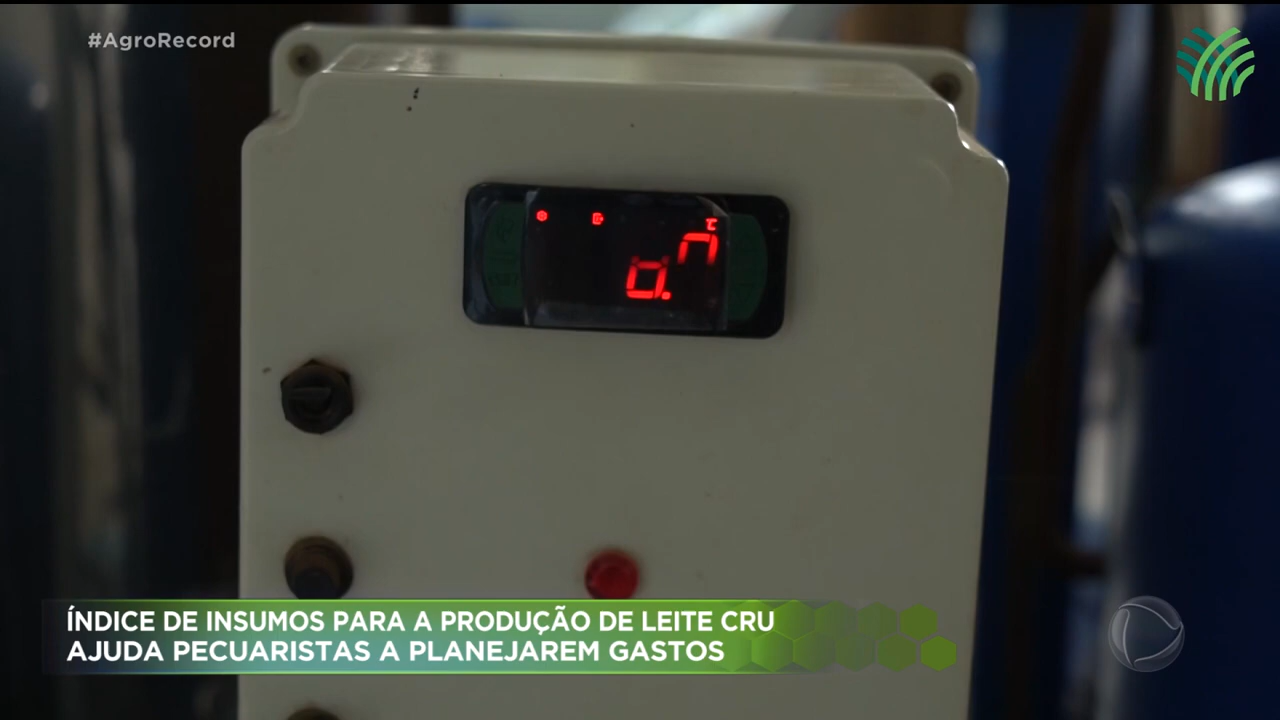 #AgroRecord
°C
ÍNDICE DE INSUMOS PARA A PRODUÇÃO DE LEITE CRU
AJUDA PECUARISTAS A PLANEJAREM GASTOS